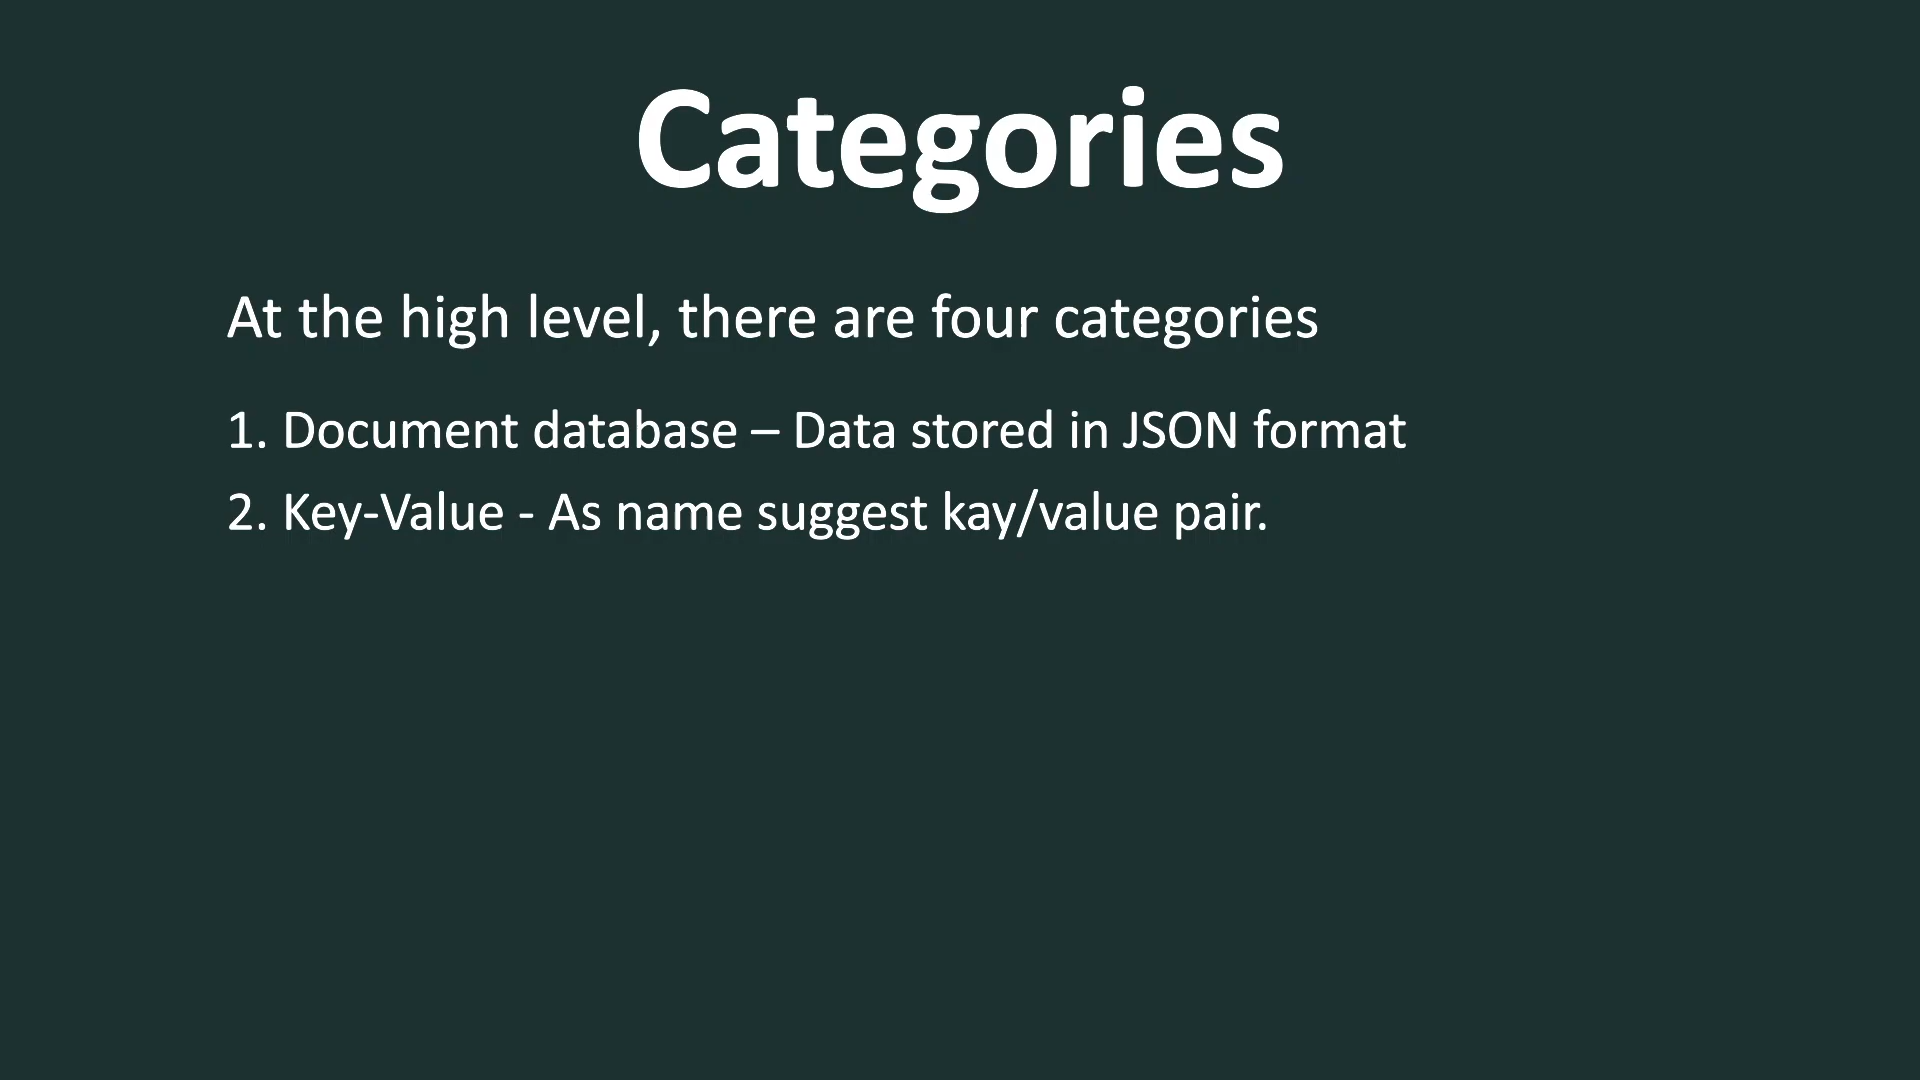 Categories
At the high level, there are four categories
1. Document database – Data stored in JSON format
2. Key-Value - As name suggest kay/value pair.